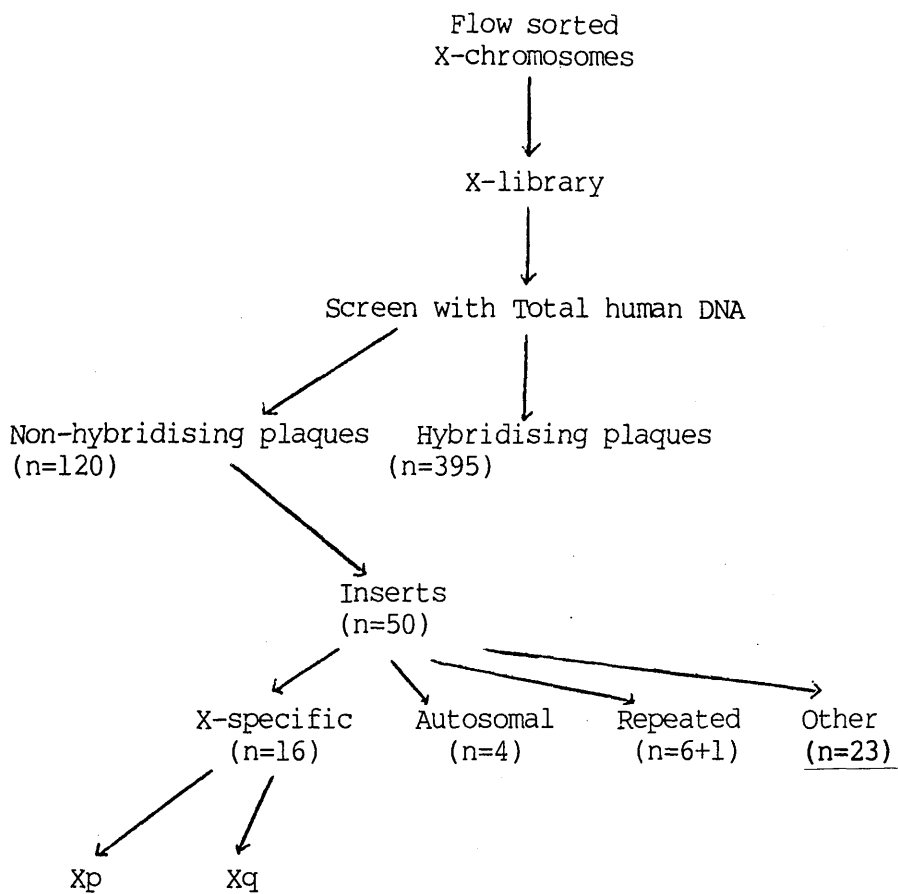 Flow sorted
X-chromosomes
X-library
Screen with Total human DNA
Non-hybridising plaques
(n=120)
Hybridising plaques
(n=395)
Inserts
(n=50)
X-specific
(n=16)
Autosomal
(n=4)
Repeated
(n=6+1)
Other
(n=23)
Xp
Xq